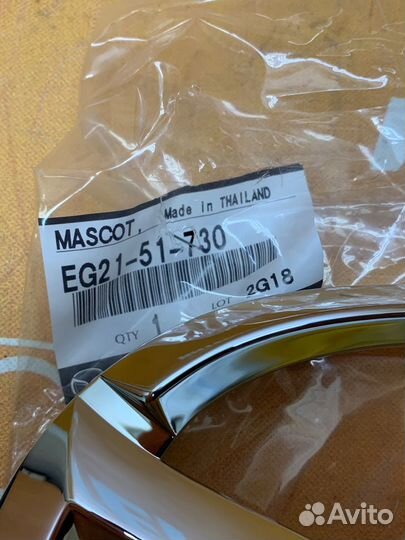 MASCOT, Made in THAILAND
EG21-51-730
QTY 1 LOT 2G18
Avito